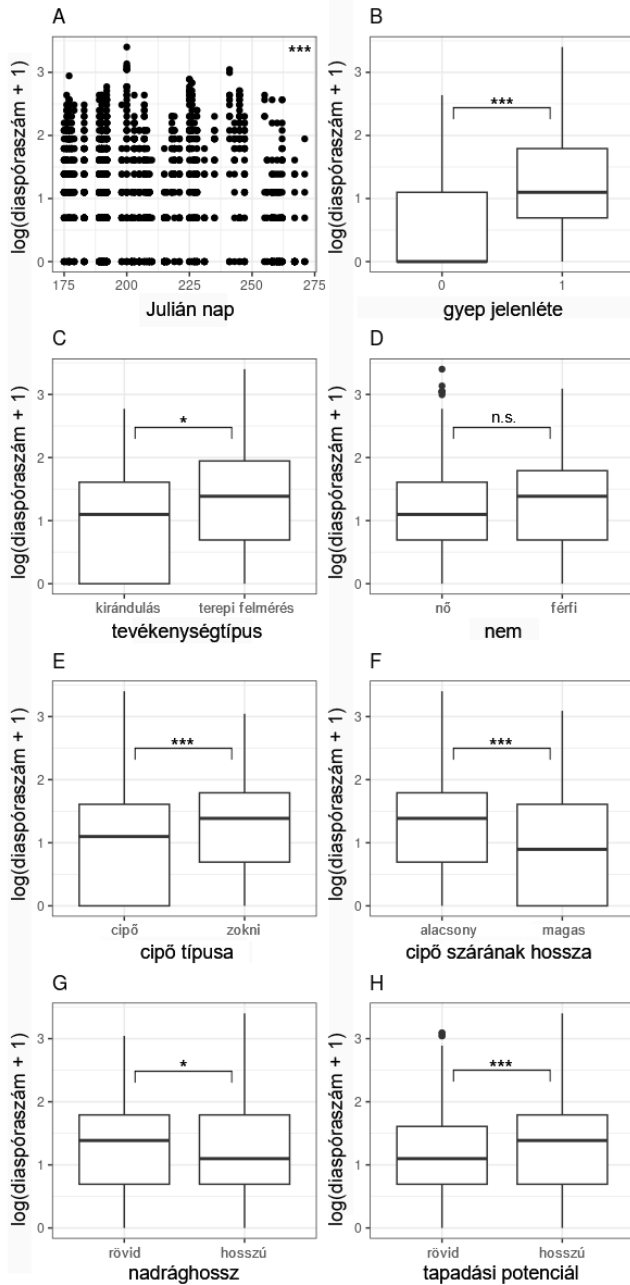 A
***
log(diaspóraszám + 1)
3
2
1
0
175
200
225
250
275
Julián nap
B
***
log(diaspóraszám + 1)
3
2
1
0
0
1
gyep jelenléte
C
*
log(diaspóraszám + 1)
3
2
1
0
kirándulás
terepi felmérés
tevékenységtípus
D
n.s.
log(diaspóraszám + 1)
3
2
1
0
nő
férfi
nem
E
***
log(diaspóraszám + 1)
3
2
1
0
cipő
zokni
cipő típusa
F
***
log(diaspóraszám + 1)
3
2
1
0
alacsony
magas
cipő szárának hossza
G
*
log(diaspóraszám + 1)
3
2
1
0
rövid
hosszú
nadrághossz
H
***
log(diaspóraszám + 1)
3
2
1
0
rövid
hosszú
tapadási potenciál